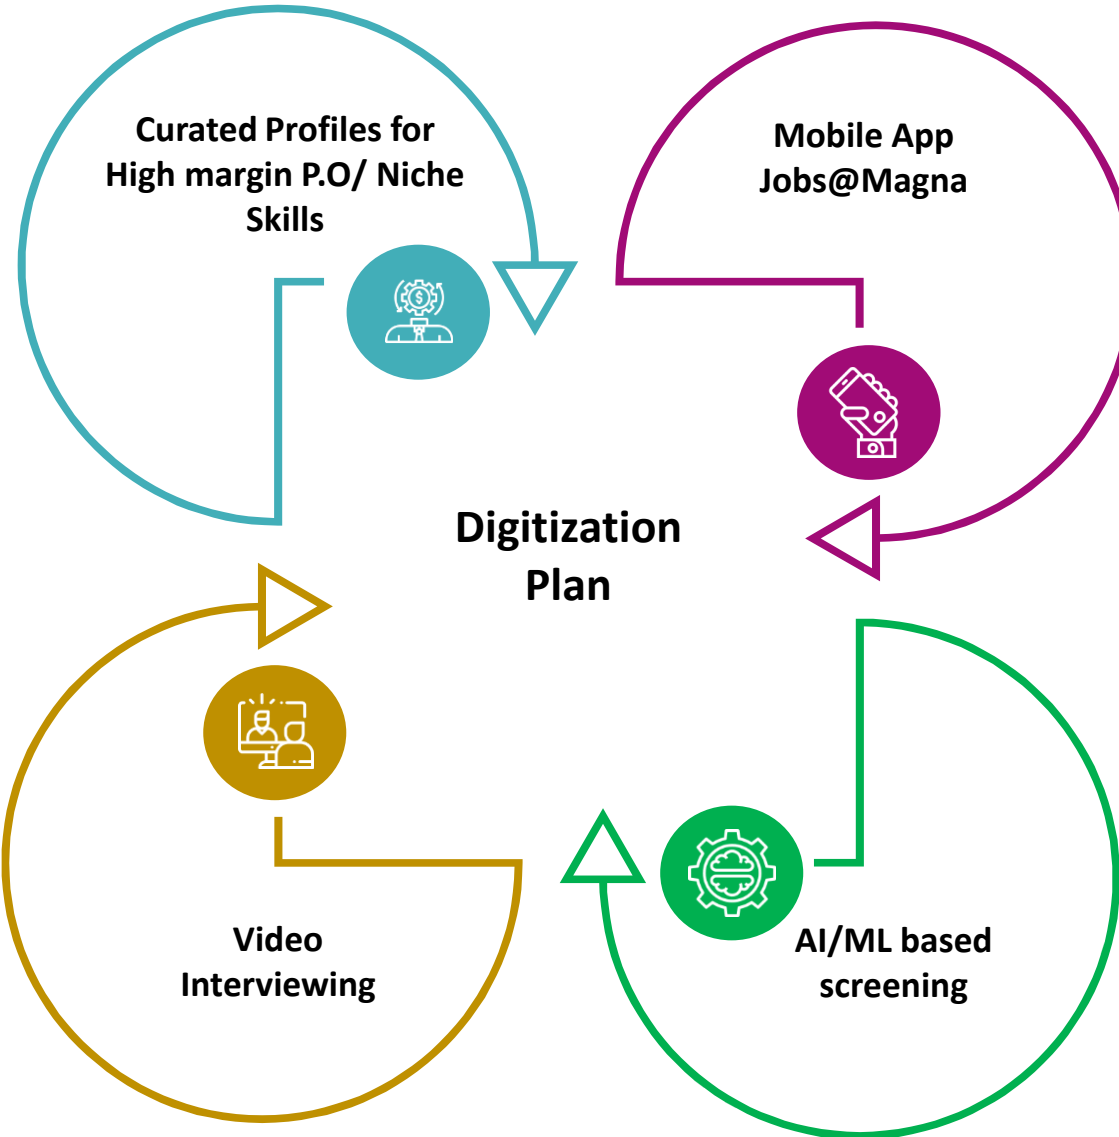 Curated Profiles for
High margin P.O/ Niche
Skills
Mobile App
Jobs@Magna
Digitization
Plan
Video
Interviewing
AI/ML based
screening